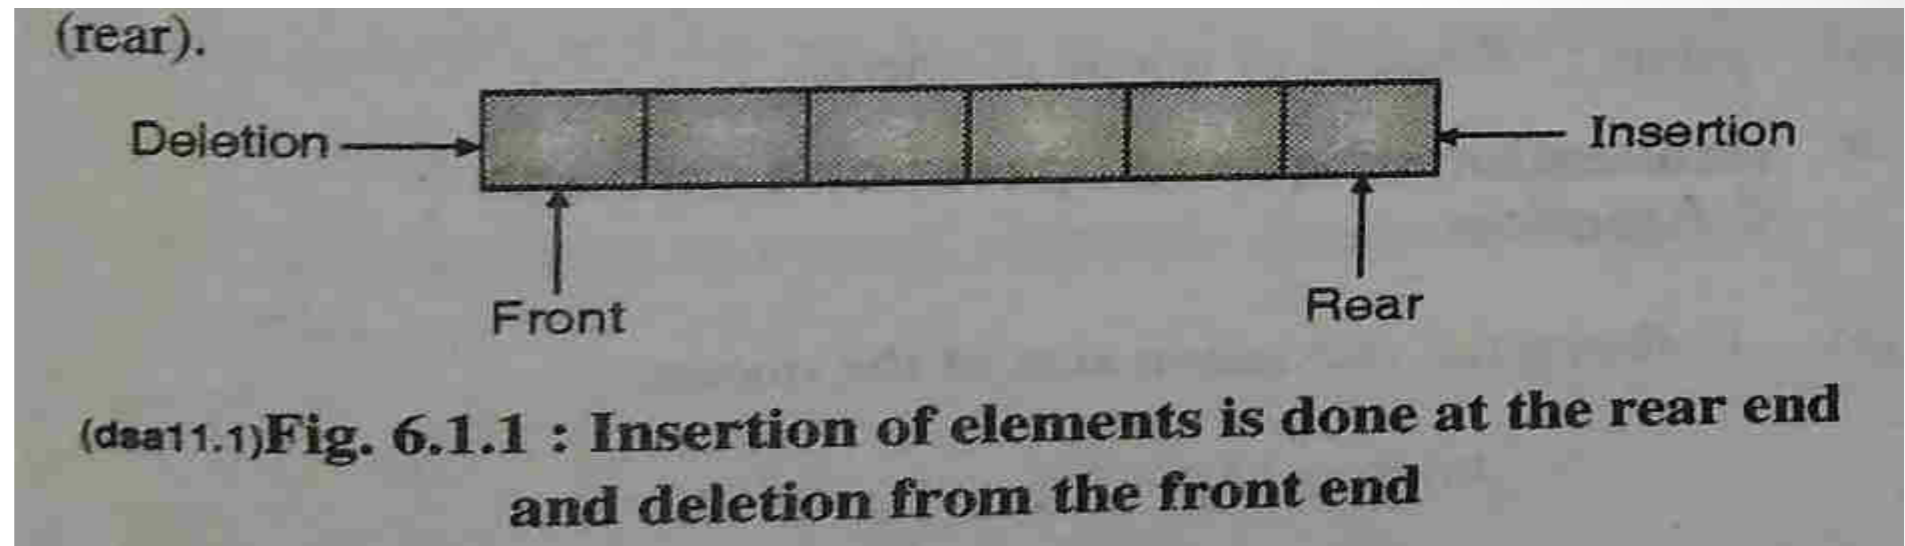 (rear).
Deletion
Insertion
Front
Rear
(dsa11.1)Fig. 6.1.1 : Insertion of elements is done at the rear end
and deletion from the front end